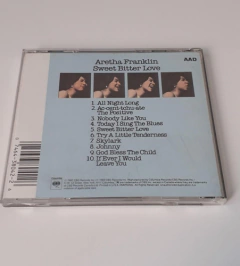 Aretha Franklin
AAD
Sweet Bitter Love
1 All Night Long
2 Ac-cent-tchu-ate
The Positive
3 Nobody Like You
4 Today I Sing The Blues
5 Sweet Bitter Love
6 Try A Little Tenderness
7 Skylark
8 Johnny
9 God Bless The Child
10 If Ever I Would
Leave You